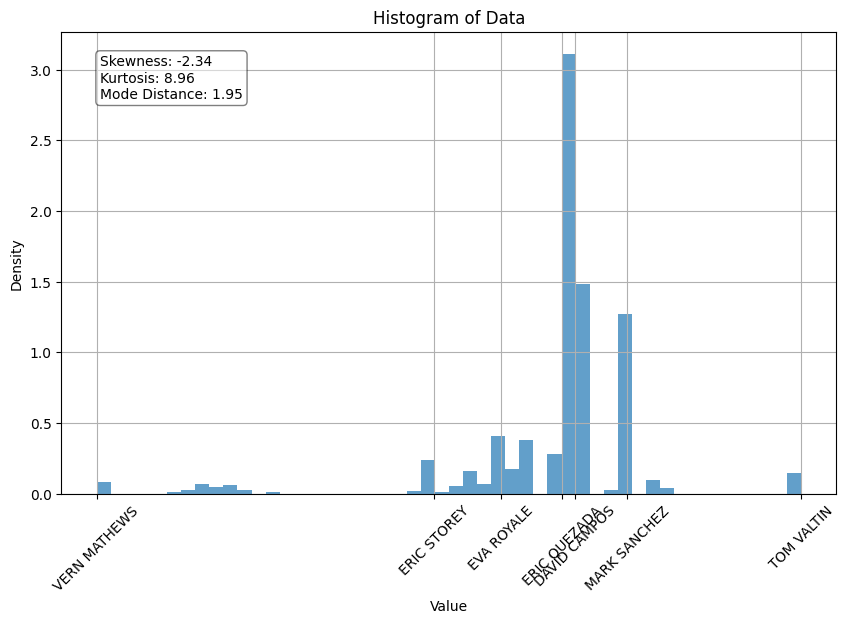 Histogram of Data
Skewness: -2.34
Kurtosis: 8.96
Mode Distance: 1.95
3.0
2.5
2.0
1.5
1.0
0.5
0.0
Density
VERN MATHEWS
ERIC STOREY
EVA ROYALE
ERIC QUEZADA
DAVID CAMPOS
MARK SANCHEZ
TOM VALTIN
Value